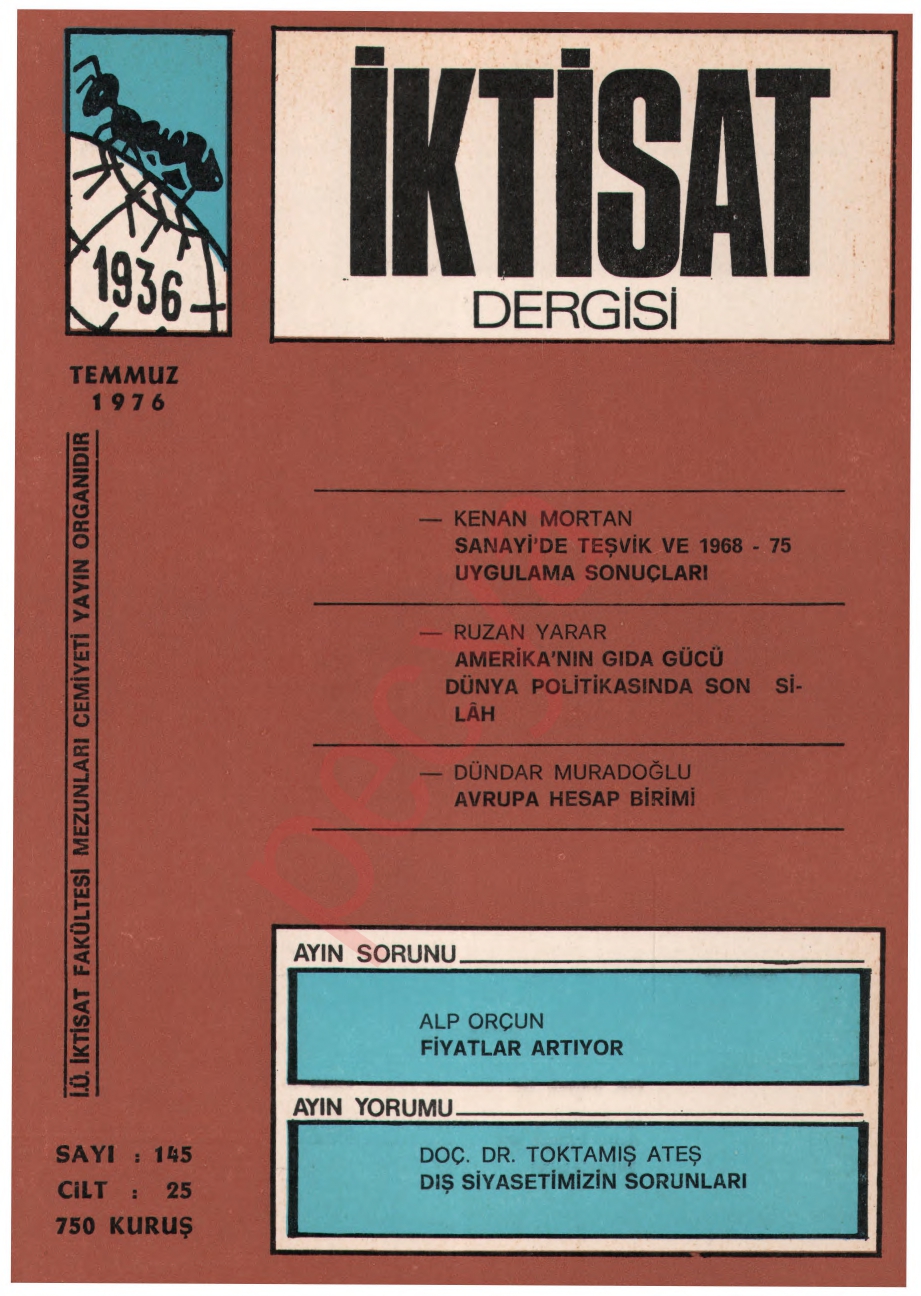 1936
İKTİSAT
DERGİSİ
TEMMUZ
1976
İ.Ü. İKTİSAT FAKÜLTESİ MEZUNLARI CEMİYETİ YAYIN ORGANIDIR
— KENAN MORTAN
SANAYİ'DE TEŞVİK VE 1968 - 75
UYGULAMA SONUÇLARI
— RUZAN YARAR
AMERİKA'NIN GIDA GÜCÜ
DÜNYA POLİTİKASINDA SON Sİ-
LÂH
— DÜNDAR MURADOĞLU
AVRUPA HESAP BİRİMİ
AYIN SORUNU
ALP ORÇUN
FİYATLAR ARTIYOR
AYIN YORUMU
DOÇ. DR. TOKTAMIŞ ATEŞ
DIŞ SİYASETİMİZİN SORUNLARI
SAYI : 145
CİLT : 25
750 KURUŞ